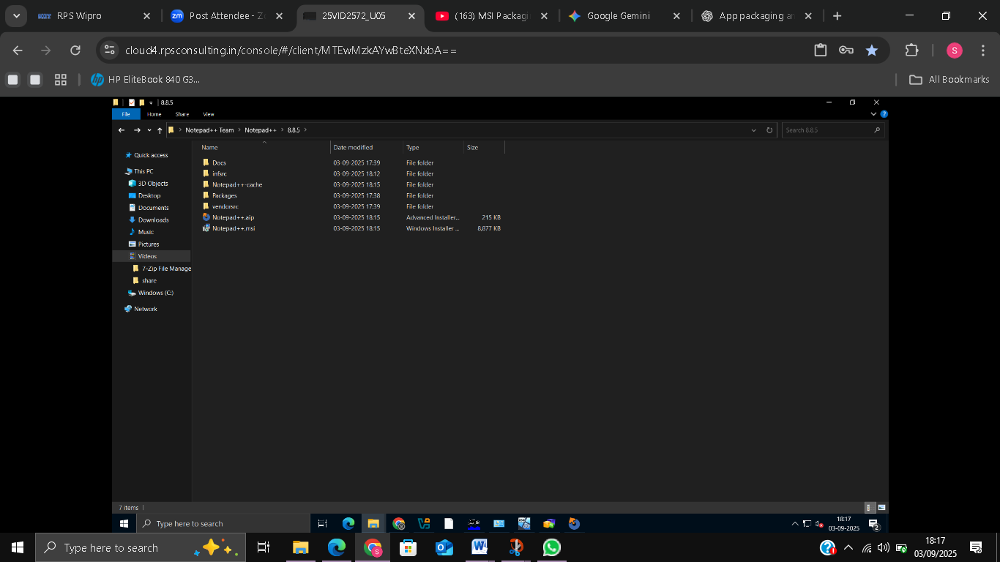 RPS Wipro
Post Attendee - Z
25VID2572_U05
(163) MSI Packagi
Google Gemini
App packaging a
cloud4.rpsconsulting.in/console/#/client/MTEwMzkAYwBteXNxbA==
S
HP EliteBook 840 G3...
All Bookmarks
8.8.5
File Home Share View
Notepad++ Team > Notepad++ > 8.8.5 >
Search 8.8.5
Name Date modified Type Size
Quick access
This PC
3D Objects
Desktop
Documents
Downloads
Music
Pictures
Videos
7-Zip File Manage
share
Windows (C:)
Network
Docs 03-09-2025 17:39 File folder
infsrc 03-09-2025 18:12 File folder
Notepad++-cache 03-09-2025 18:15 File folder
Packages 03-09-2025 17:38 File folder
vendorsrc 03-09-2025 17:39 File folder
Notepad++.aip 03-09-2025 18:15 Advanced Installer... 215 KB
Notepad++.msi 03-09-2025 18:15 Windows Installer ... 8,877 KB
7 items
Type here to search
18:17
03-09-2025
2
Type here to search
18:17
03/09/2025